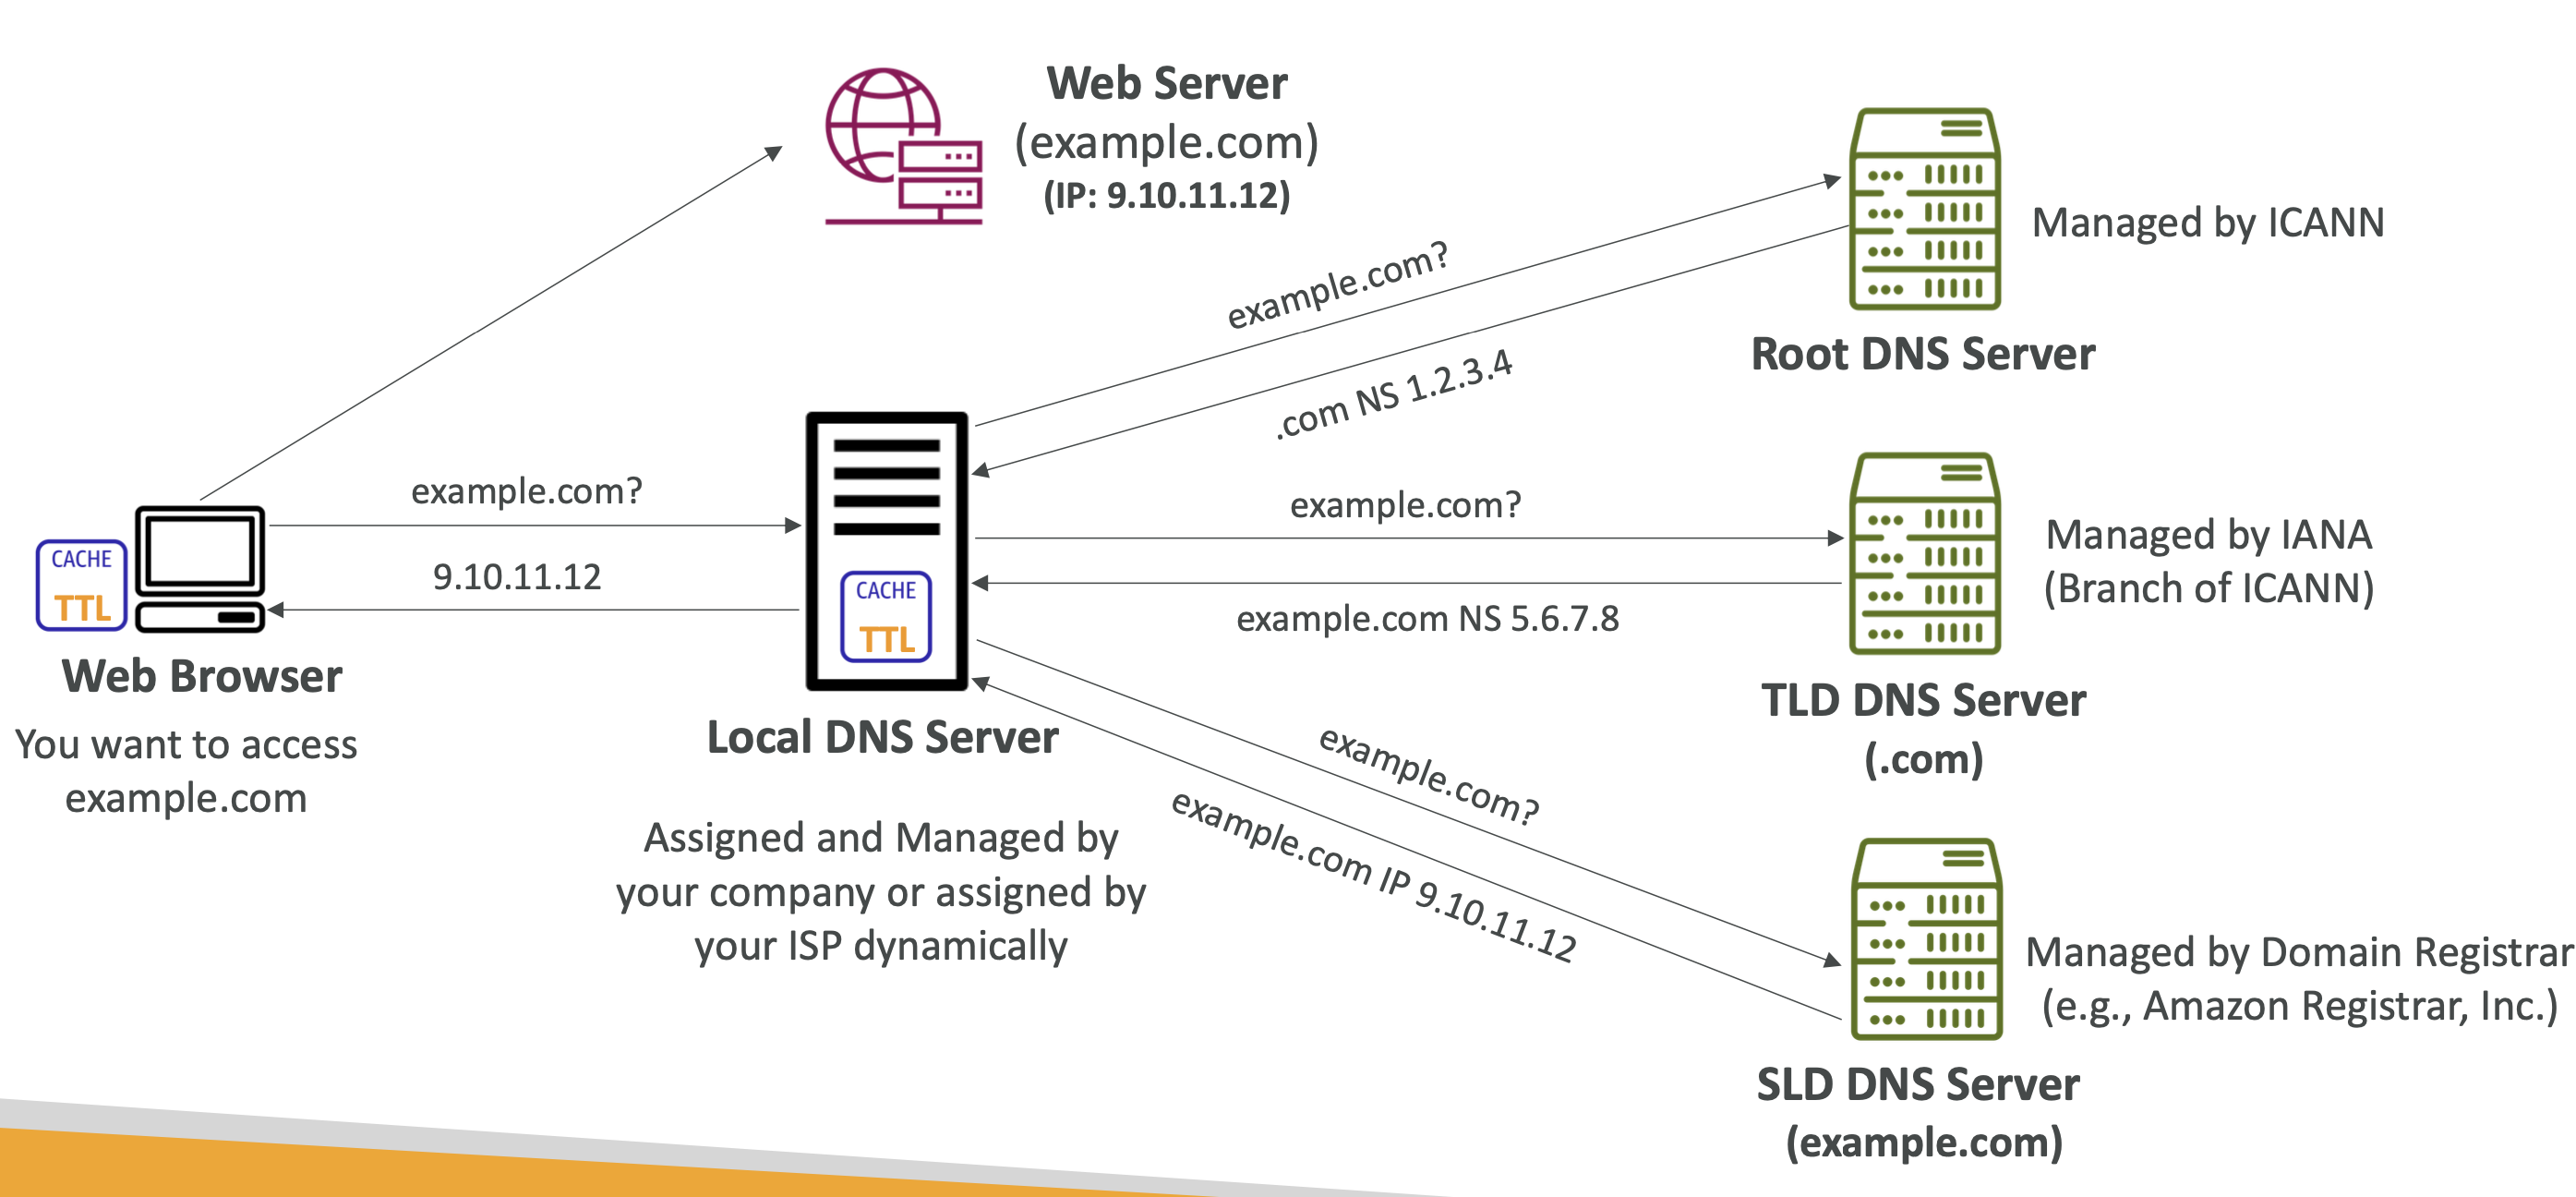 Web Server
(example.com)
(IP: 9.10.11.12)
Managed by ICANN
Root DNS Server
example.com?
.com NS 1.2.3.4
example.com?
9.10.11.12
CACHE
TTL
Web Browser
You want to access
example.com
CACHE
TTL
Local DNS Server
Assigned and Managed by
your company or assigned by
your ISP dynamically
example.com?
example.com NS 5.6.7.8
Managed by IANA
(Branch of ICANN)
TLD DNS Server
(.com)
example.com?
example.com IP 9.10.11.12
Managed by Domain Registrar
(e.g., Amazon Registrar, Inc.)
SLD DNS Server
(example.com)